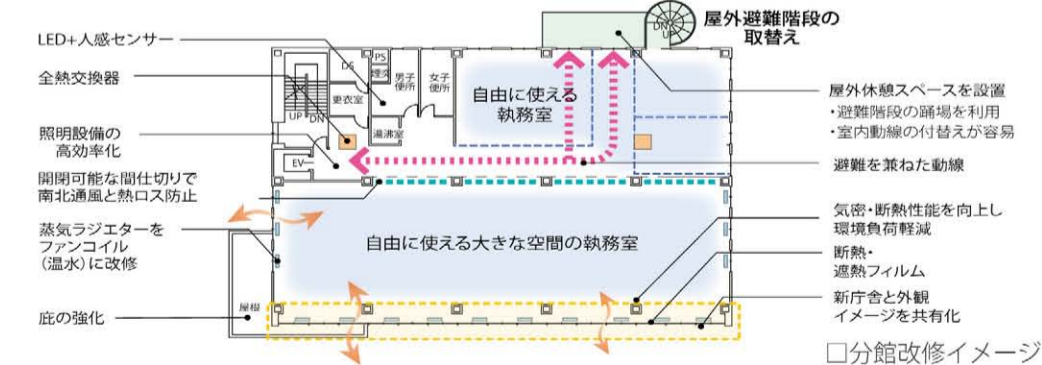 屋外避難階段の
取替え
LED+人感センサー
全熱交換器
照明設備の
高効率化
開閉可能な間仕切りで
南北通風と熱ロス防止
蒸気ラジエターを
ファンコイル
(温水)に改修
庇の強化
DN
UP
DS
PS
煙突
男子
便所
女子
便所
更衣室
湯沸室
UP
DN
EV
自由に使える
執務室
自由に使える大きな空間の執務室
屋根
屋外休憩スペースを設置
・避難階段の踊場を利用
・室内動線の付替えが容易
避難を兼ねた動線
気密・断熱性能を向上し
環境負荷軽減
断熱・
遮熱フィルム
新庁舎と外観
イメージを共有化
□分館改修イメージ